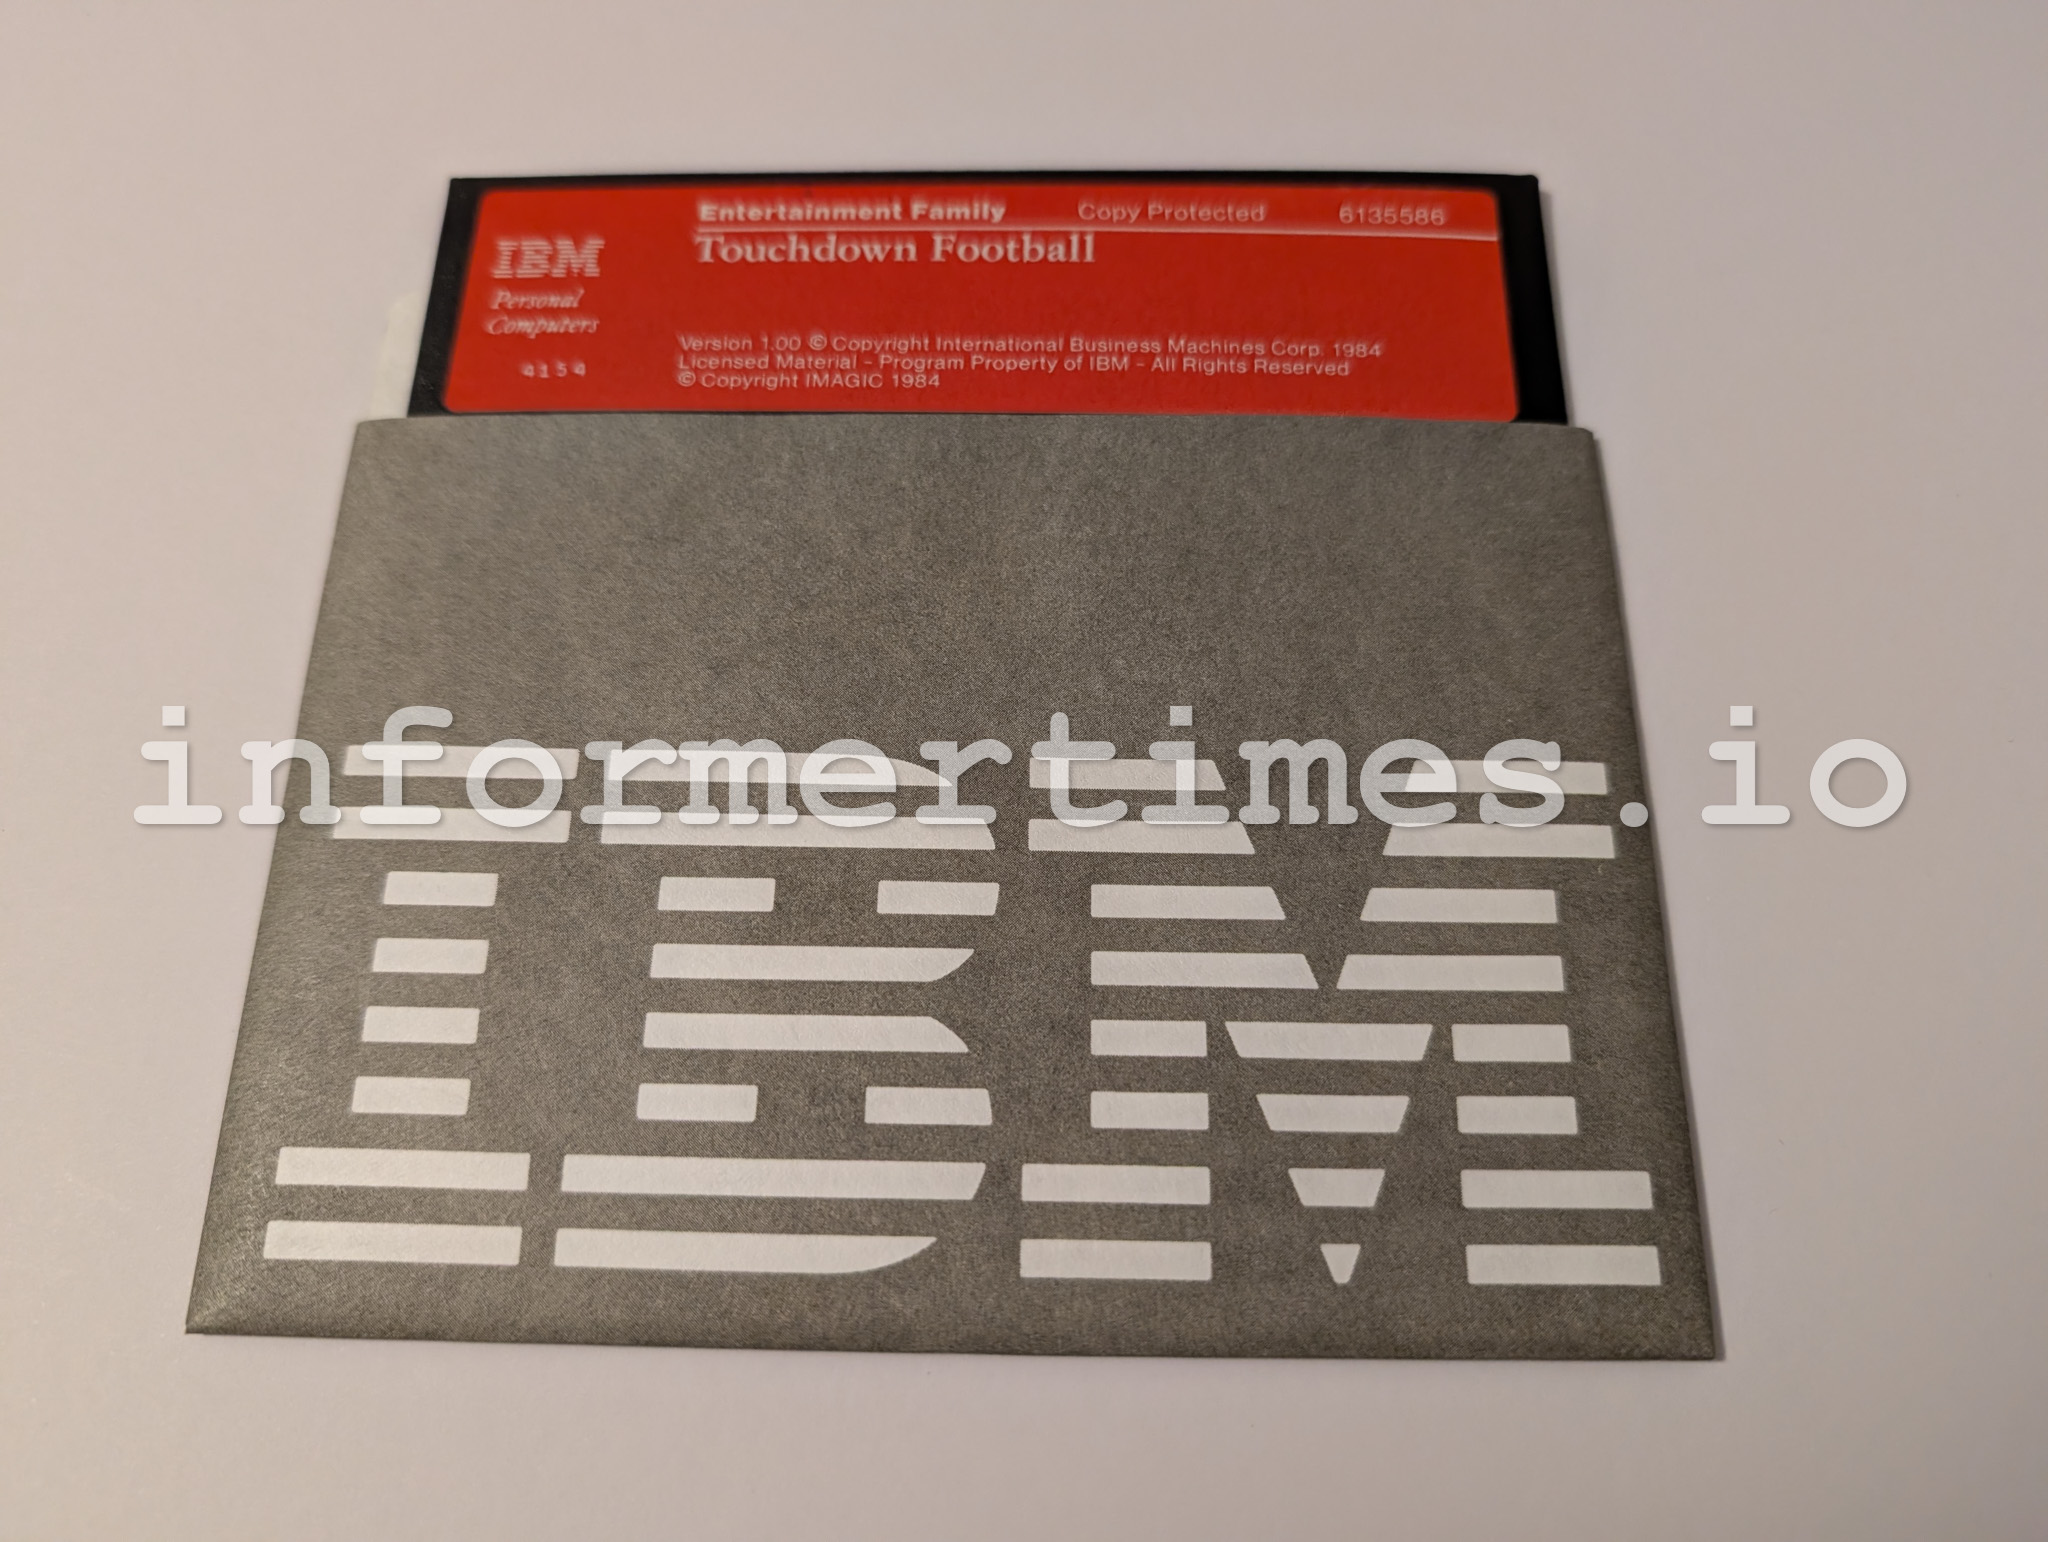 Entertainment Family Copy Protected 6135586
IBM Touchdown Football
Personal
Computers
4154
Version 1.00 © Copyright International Business Machines Corp. 1984
Licensed Material - Program Property of IBM - All Rights Reserved
© Copyright IMAGIC 1984
informertimes.io
IBM